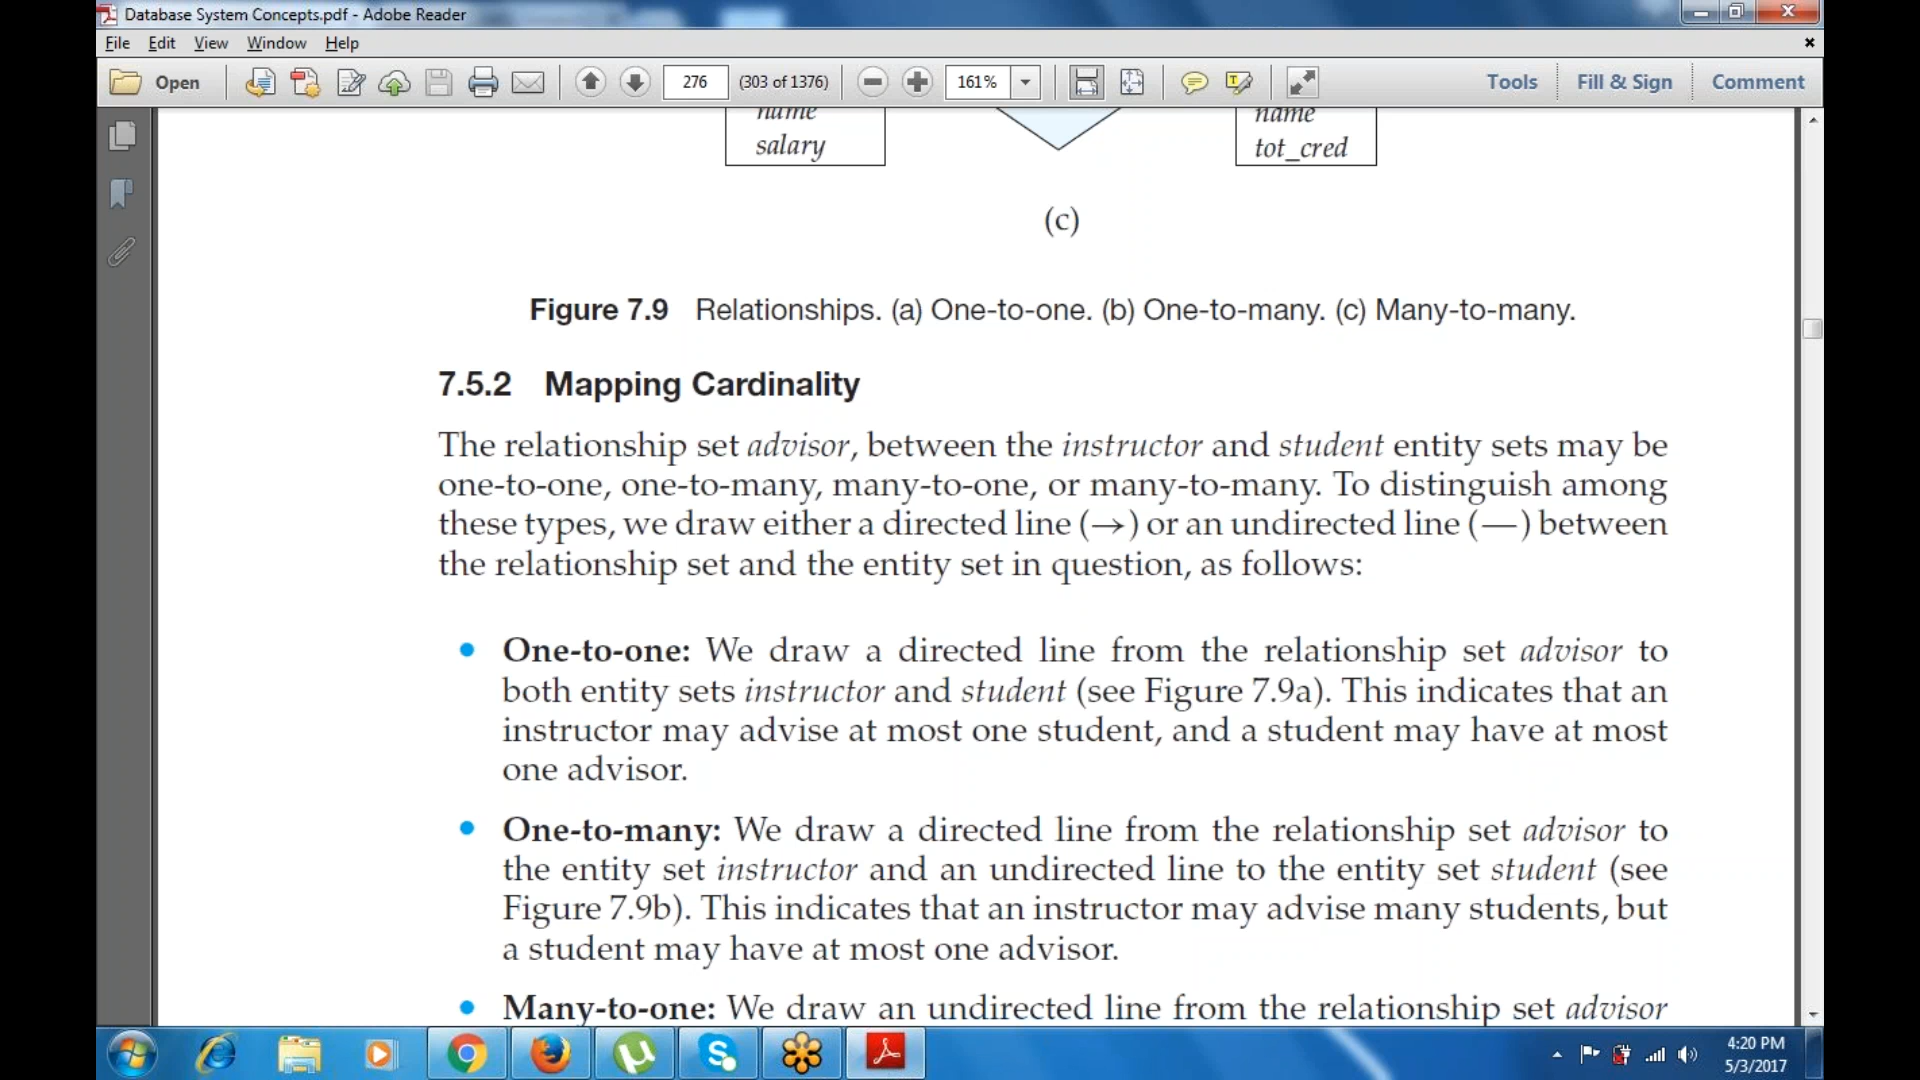 Database System Concepts.pdf - Adobe Reader
File Edit View Window Help
Open 276 (303 of 1376) 161% Tools Fill & Sign Comment
name name
salary tot_cred
(c)
Figure 7.9 Relationships. (a) One-to-one. (b) One-to-many. (c) Many-to-many.
7.5.2 Mapping Cardinality
The relationship set advisor, between the instructor and student entity sets may be
one-to-one, one-to-many, many-to-one, or many-to-many. To distinguish among
these types, we draw either a directed line (→) or an undirected line (—) between
the relationship set and the entity set in question, as follows:
• One-to-one: We draw a directed line from the relationship set advisor to
both entity sets instructor and student (see Figure 7.9a). This indicates that an
instructor may advise at most one student, and a student may have at most
one advisor.
• One-to-many: We draw a directed line from the relationship set advisor to
the entity set instructor and an undirected line to the entity set student (see
Figure 7.9b). This indicates that an instructor may advise many students, but
a student may have at most one advisor.
• Many-to-one: We draw an undirected line from the relationship set advisor
4:20 PM
5/3/2017